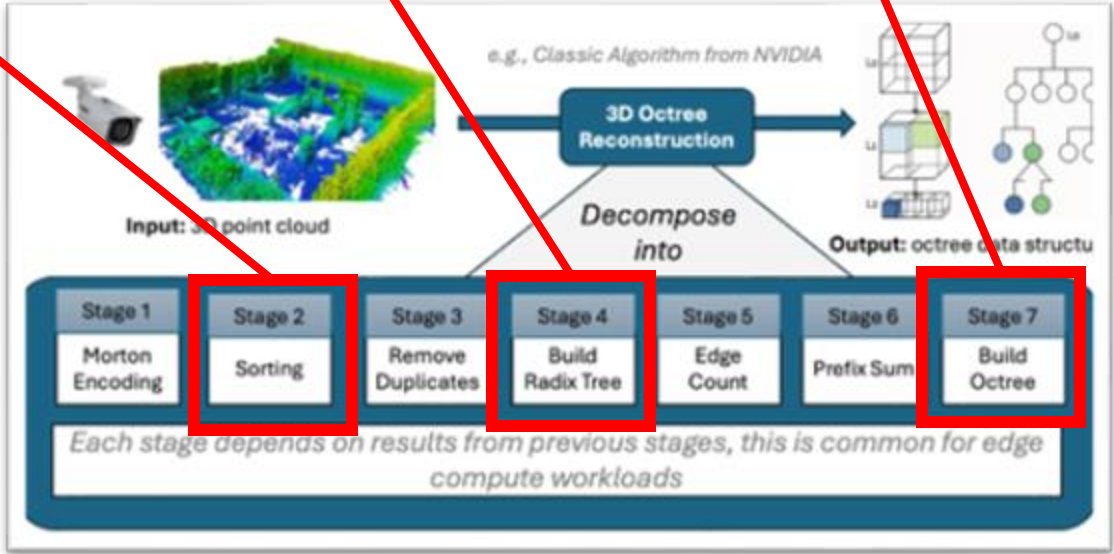 e.g., Classic Algorithm from NVIDIA
3D Octree
Reconstruction
Input: 3D point cloud
Decompose
into
Output: octree data structu
Stage 1
Morton
Encoding
Stage 2
Sorting
Stage 3
Remove
Duplicates
Stage 4
Build
Radix Tree
Stage 5
Edge
Count
Stage 6
Prefix Sum
Stage 7
Build
Octree
Each stage depends on results from previous stages, this is common for edge
compute workloads